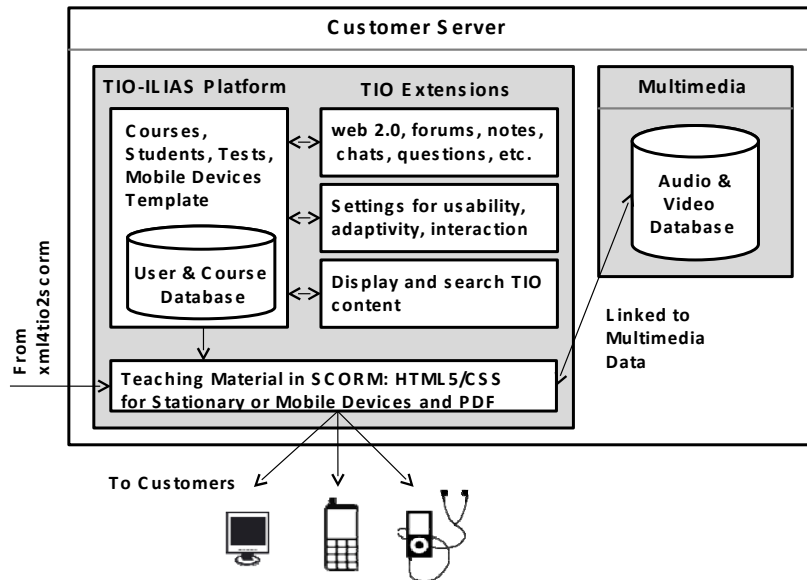 Customer Server
TIO-ILIAS Platform
TIO Extensions
Multimedia
Courses,
Students, Tests,
Mobile Devices
Template
User & Course
Database
web 2.0, forums, notes,
chats, questions, etc.
Settings for usability,
adaptivity, interaction
Display and search TIO
content
Audio &
Video
Database
Linked to
Multimedia
Data
From
xml4tio2scorm
Teaching Material in SCORM: HTML5/CSS
for Stationary or Mobile Devices and PDF
To Customers